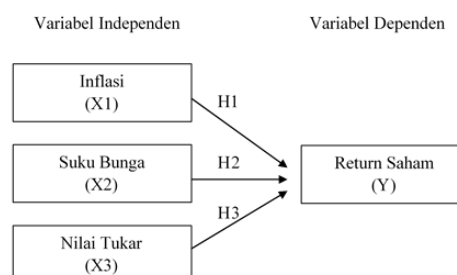 Variabel Independen
Variabel Dependen
Inflasi
(X1)
H1
Suku Bunga
(X2)
H2
Return Saham
(Y)
H3
Nilai Tukar
(X3)